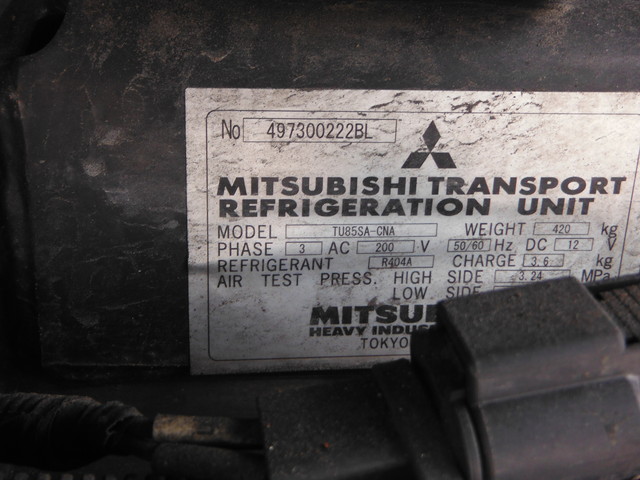 No 497300222BL
MITSUBISHI TRANSPORT
REFRIGERATION UNIT
MODEL TU85SA-CNA WEIGHT 420 kg
PHASE 3 AC 200 V 50/60 Hz DC 12 V
REFRIGERANT R404A CHARGE 3.6 kg
AIR TEST PRESS. HIGH SIDE 3.24 MPa
LOW SIDE
HEAVY
TOKYO